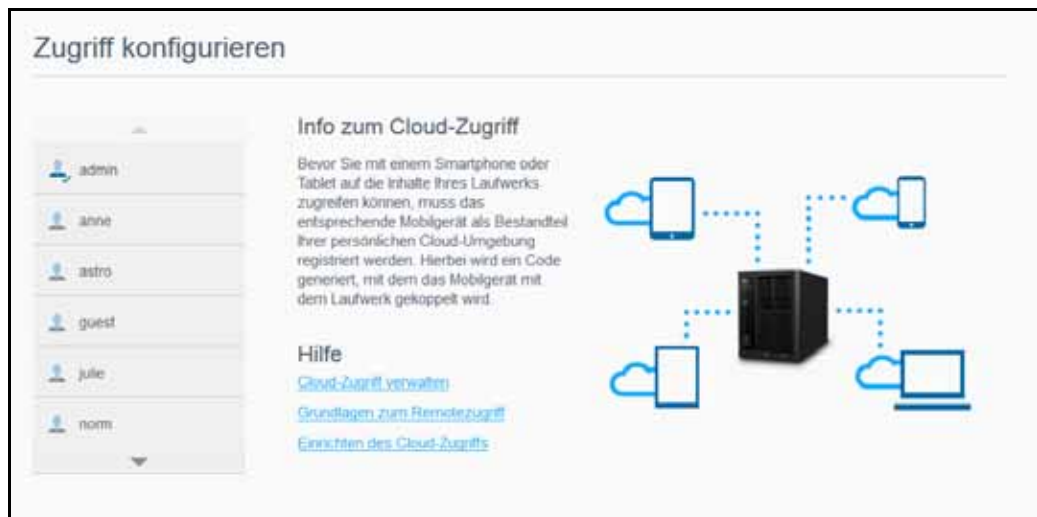 Zugriff konfigurieren
admin
anne
astro
guest
julie
norm
Info zum Cloud-Zugriff
Bevor Sie mit einem Smartphone oder
Tablet auf die Inhalte Ihres Laufwerks
zugreifen können, muss das
entsprechende Mobilgerät als Bestandteil
Ihrer persönlichen Cloud-Umgebung
registriert werden. Hierbei wird ein Code
generiert, mit dem das Mobilgerät mit
dem Laufwerk gekoppelt wird.
Hilfe
Cloud-Zugriff verwalten
Grundlagen zum Remotezugriff
Einrichten des Cloud-Zugriffs